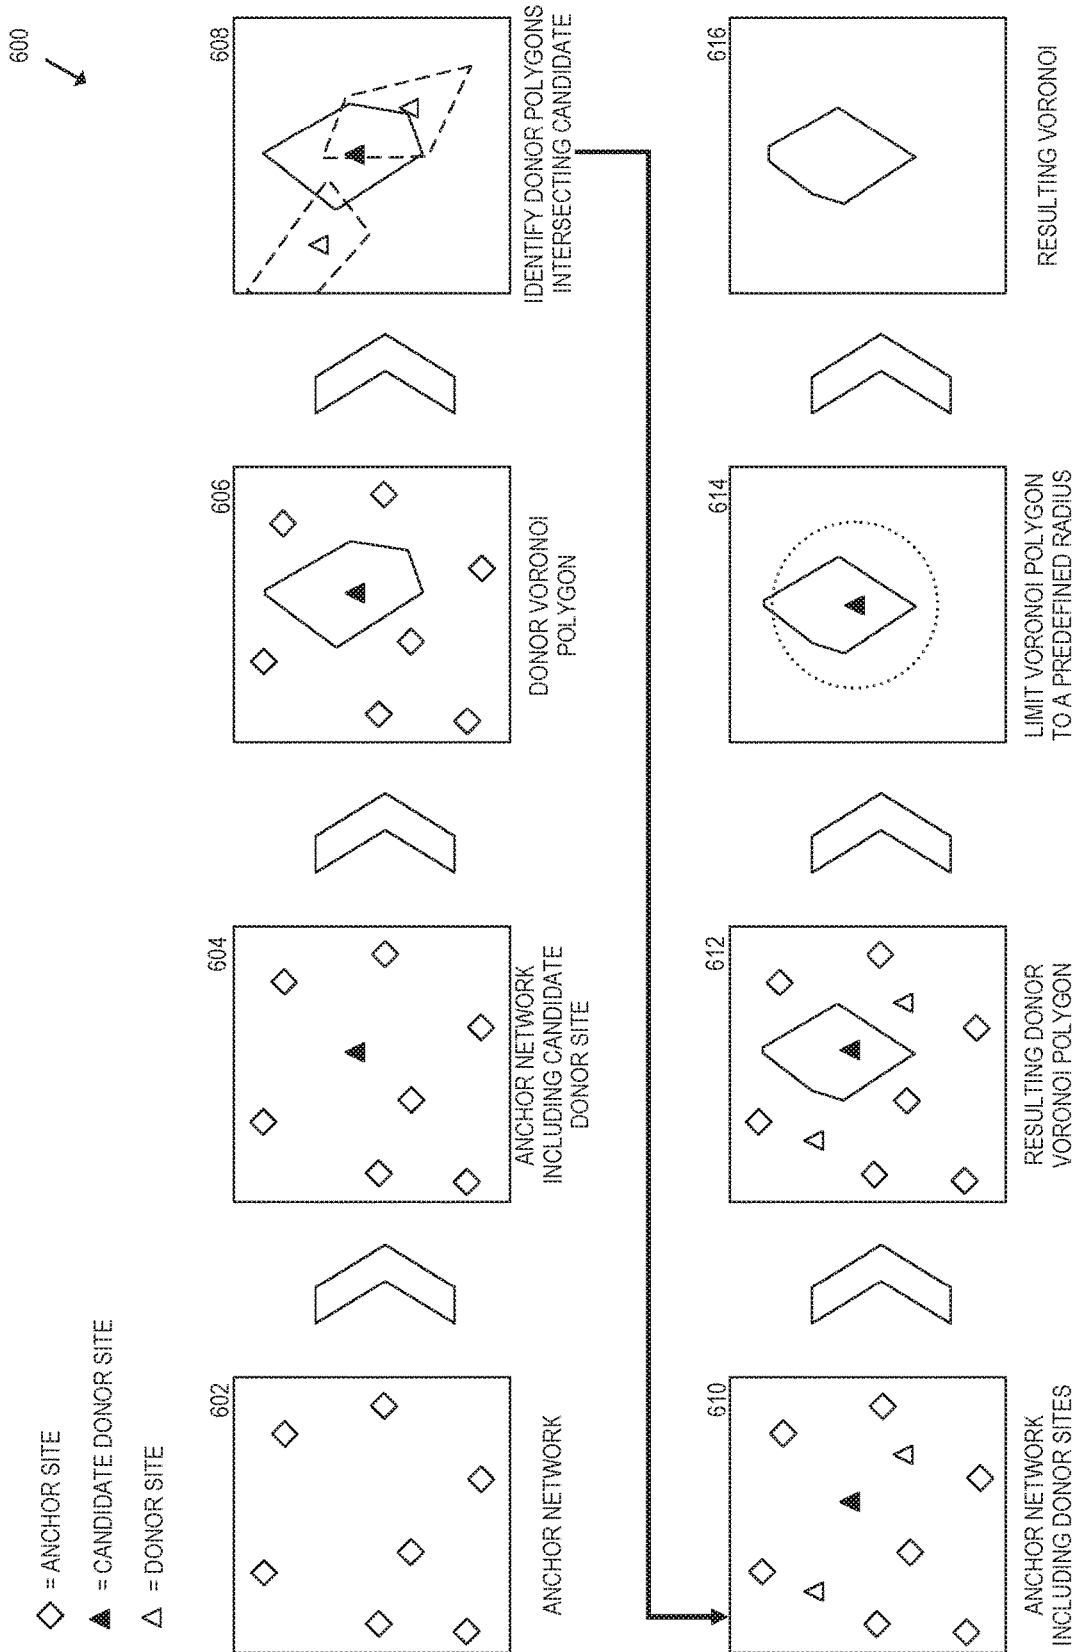 600
= ANCHOR SITE
= CANDIDATE DONOR SITE
= DONOR SITE
602
ANCHOR NETWORK
604
ANCHOR NETWORK
INCLUDING CANDIDATE
DONOR SITE
606
DONOR VORONOI
POLYGON
608
IDENTIFY DONOR POLYGONS
INTERSECTING CANDIDATE
610
ANCHOR NETWORK
INCLUDING DONOR SITES
612
RESULTING DONOR
VORONOI POLYGON
614
LIMIT VORONOI POLYGON
TO A PREDEFINED RADIUS
616
RESULTING VORONOI